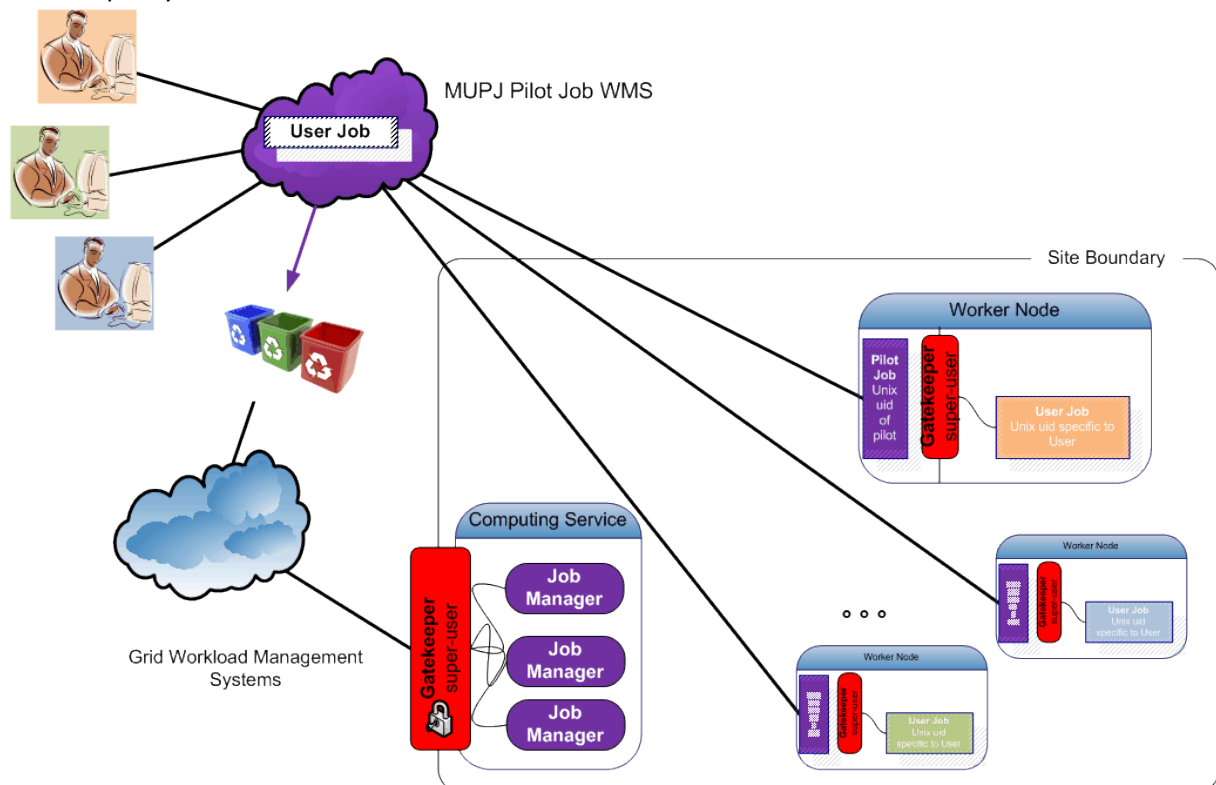 MUPJ Pilot Job WMS
User Job
Site Boundary
Worker Node
Pilot
Job
Unix
uid
of
pilot
Gatekeeper
super-user
User Job
Unix uid specific to
User
Computing Service
Gatekeeper
super-user
Job
Manager
Job
Manager
Job
Manager
Grid Workload Management
Systems
Worker Node
Gatekeeper
super-user
User Job
Unix uid
specific to User
Worker Node
Gatekeeper
super-user
User Job
Unix uid
specific to User